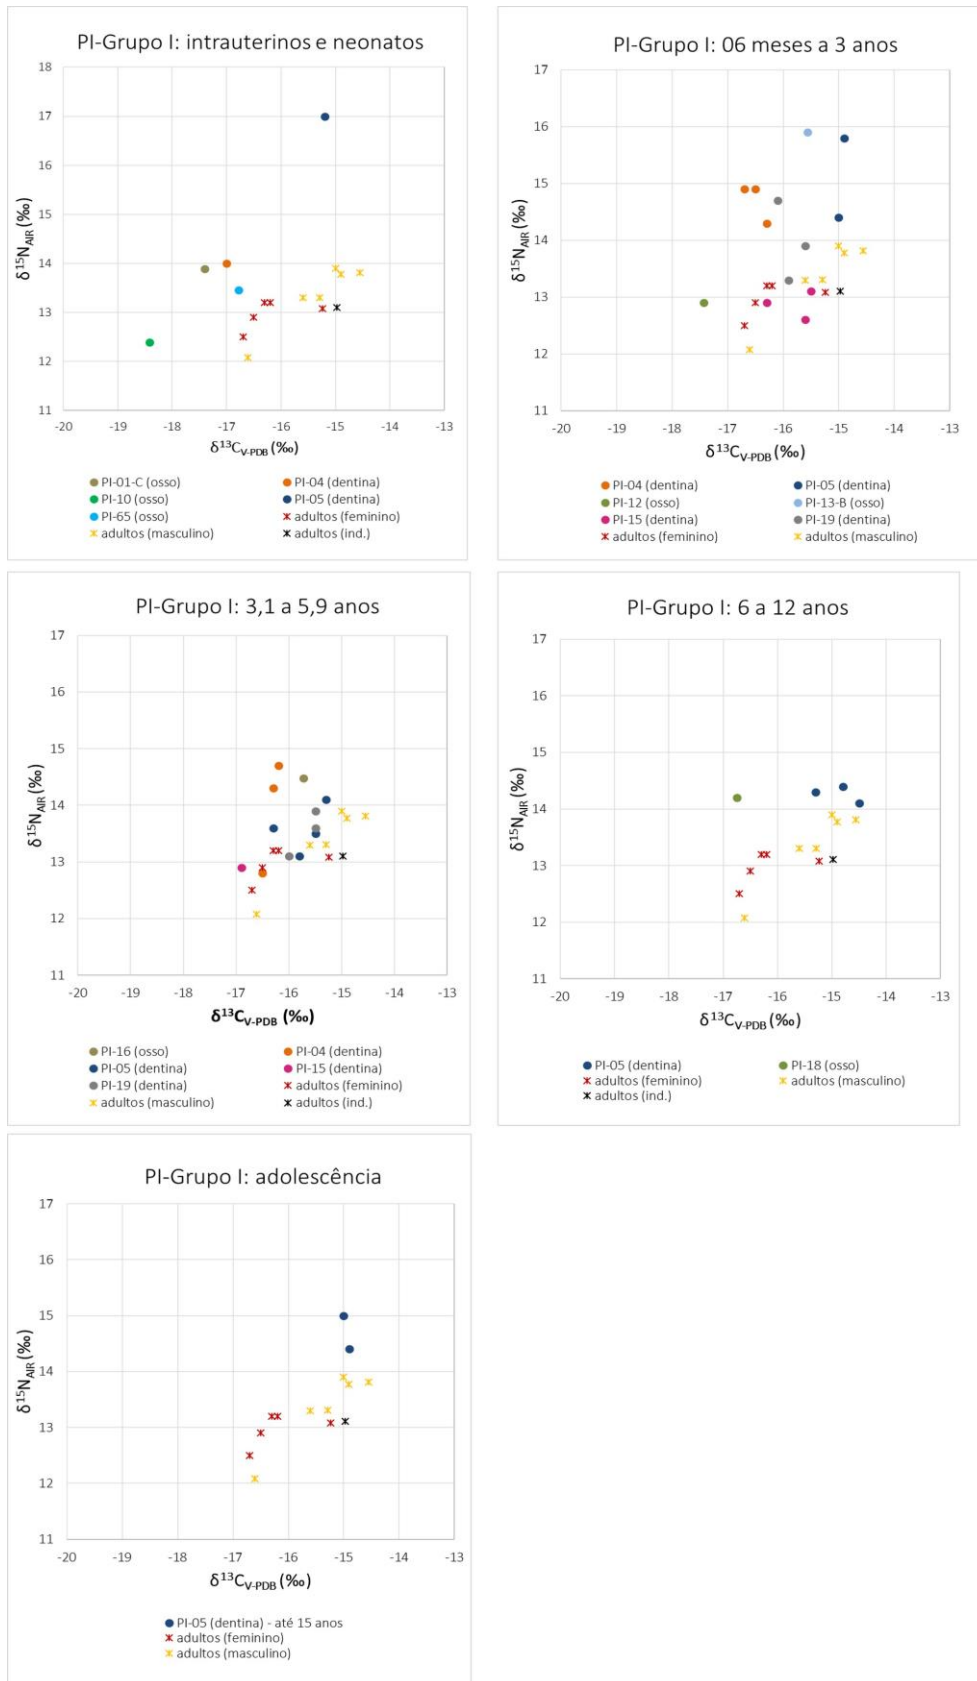 PI-Grupo I: intrauterinos e neonatos
18
17
16
15
14
13
12
11
-20 -19 -18 -17 -16 -15 -14 -13
δ¹⁵N_AIR (‰)
δ¹³C_V-PDB (‰)
PI-01-C (osso) PI-04 (dentina)
PI-10 (osso) PI-05 (dentina)
PI-65 (osso) adultos (feminino)
adultos (masculino) adultos (ind.)
PI-Grupo I: 06 meses a 3 anos
17
16
15
14
13
12
11
-20 -19 -18 -17 -16 -15 -14 -13
δ¹⁵N_AIR (‰)
δ¹³C_V-PDB (‰)
PI-04 (dentina) PI-05 (dentina)
PI-12 (osso) PI-13-B (osso)
PI-15 (dentina) PI-19 (dentina)
adultos (feminino) adultos (masculino)
PI-Grupo I: 3,1 a 5,9 anos
17
16
15
14
13
12
11
-20 -19 -18 -17 -16 -15 -14 -13
δ¹⁵N_AIR (‰)
δ¹³C_V-PDB (‰)
PI-16 (osso) PI-04 (dentina)
PI-05 (dentina) PI-15 (dentina)
PI-19 (dentina) adultos (feminino)
adultos (masculino) adultos (ind.)
PI-Grupo I: 6 a 12 anos
17
16
15
14
13
12
11
-20 -19 -18 -17 -16 -15 -14 -13
δ¹⁵N_AIR (‰)
δ¹³C_V-PDB (‰)
PI-05 (dentina) PI-18 (osso)
adultos (feminino) adultos (masculino)
adultos (ind.)
PI-Grupo I: adolescência
17
16
15
14
13
12
11
-20 -19 -18 -17 -16 -15 -14 -13
δ¹⁵N_AIR (‰)
δ¹³C_V-PDB (‰)
PI-05 (dentina) - até 15 anos
adultos (feminino)
adultos (masculino)